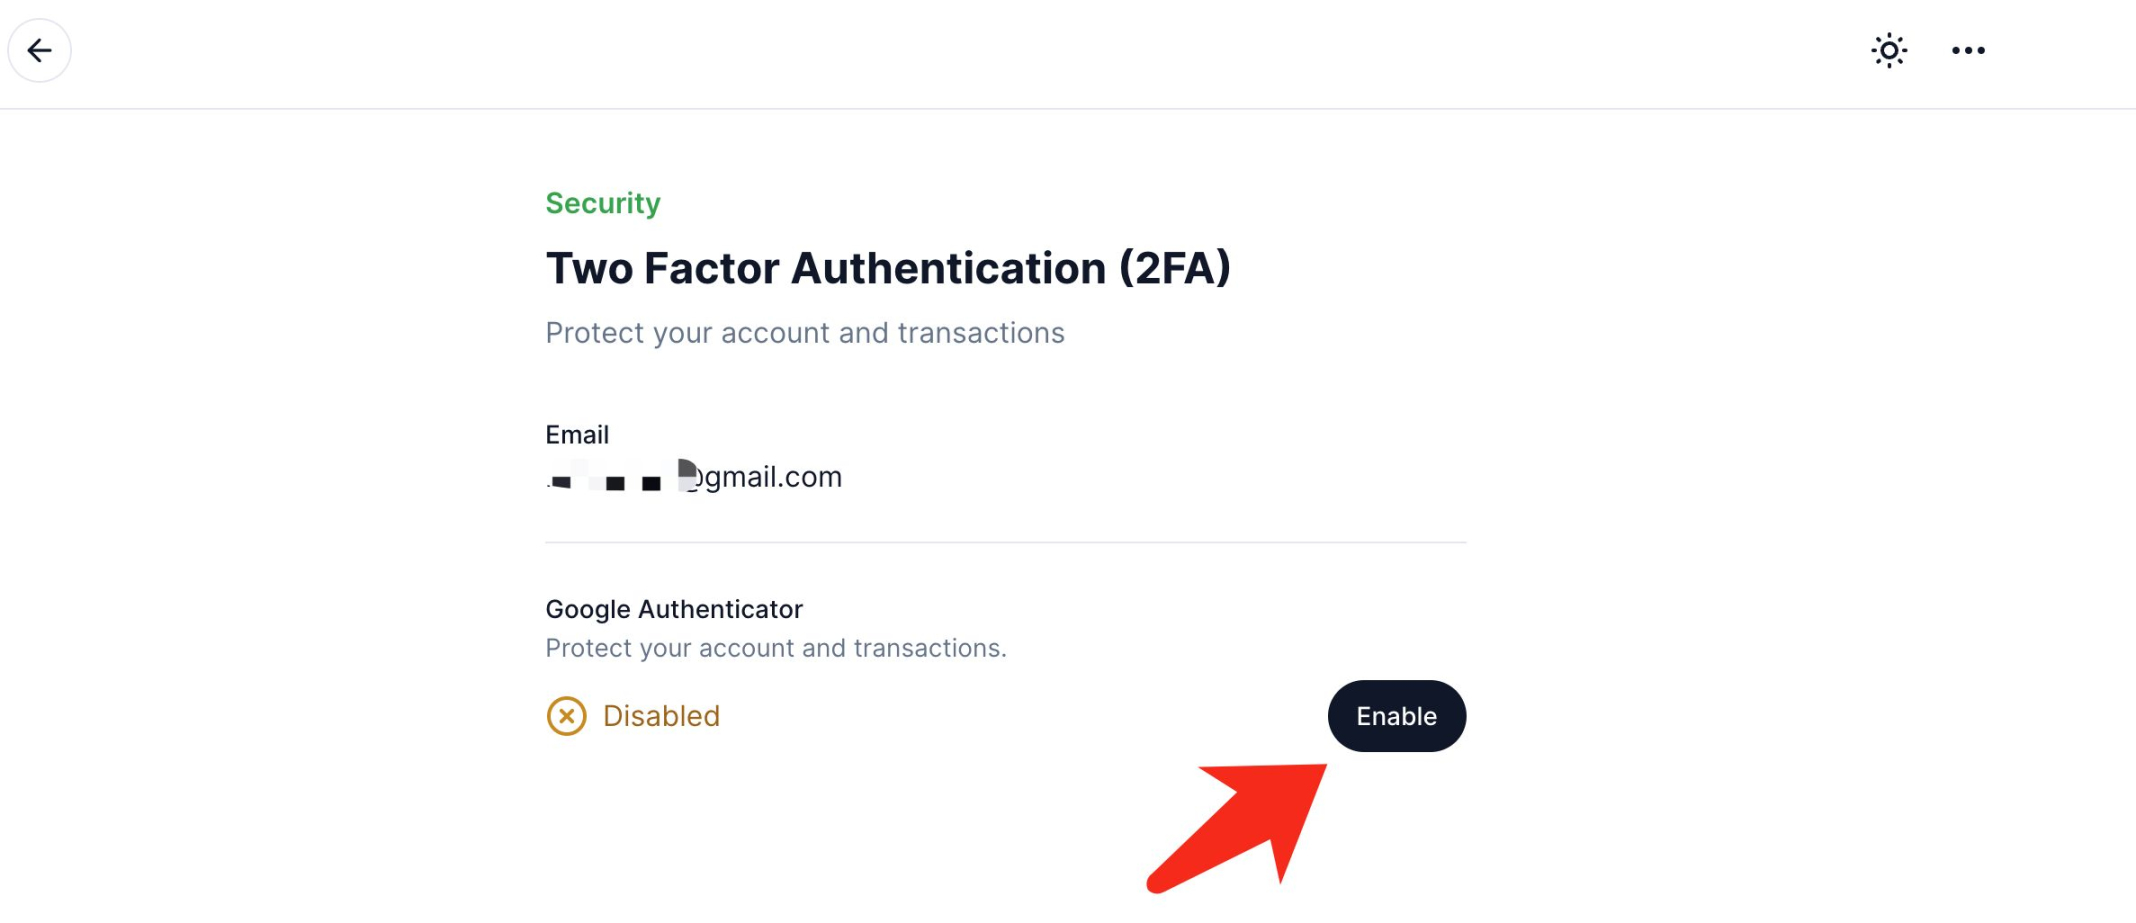 Security
Two Factor Authentication (2FA)
Protect your account and transactions
Email
@gmail.com
Google Authenticator
Protect your account and transactions.
Disabled
Enable